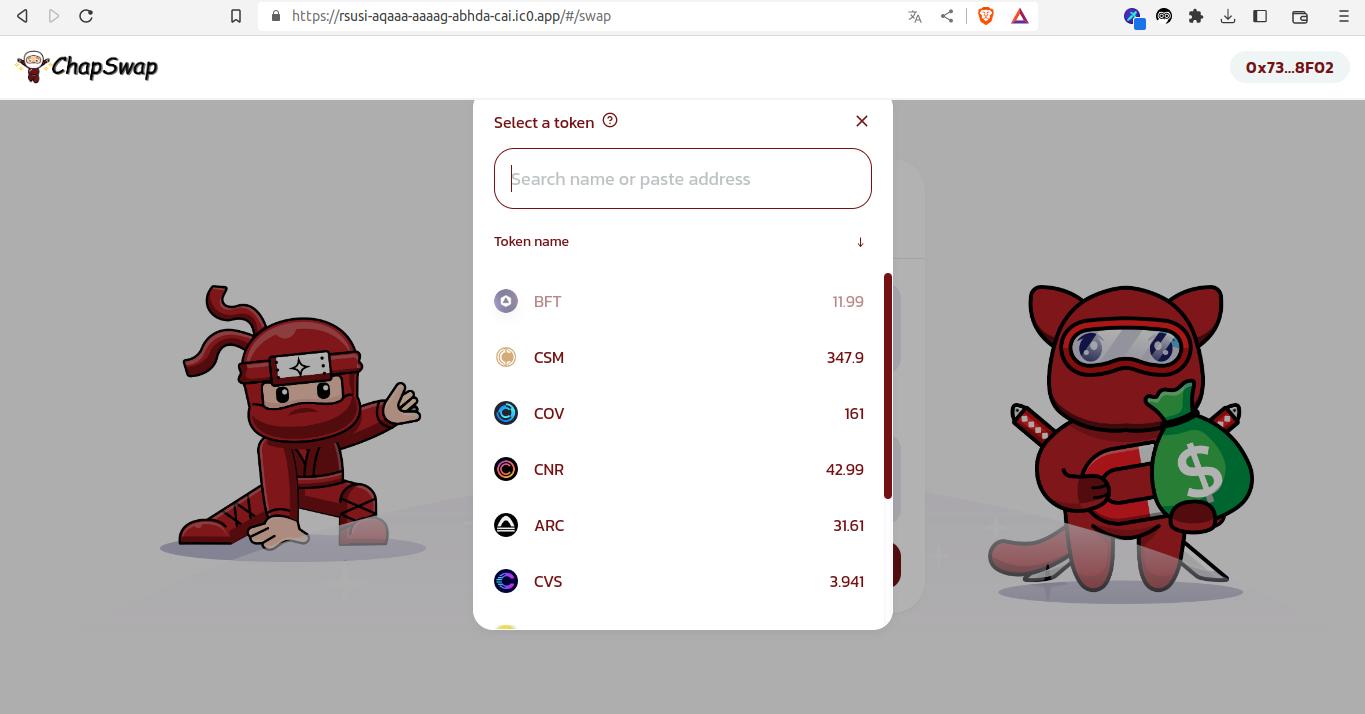 https://rsusi-aqaaa-aaaag-abhda-cai.ic0.app/#/swap
ChapSwap
0x73...8F02
Select a token
Search name or paste address
Token name
BFT 11.99
CSM 347.9
COV 161
CNR 42.99
ARC 31.61
CVS 3.941
$